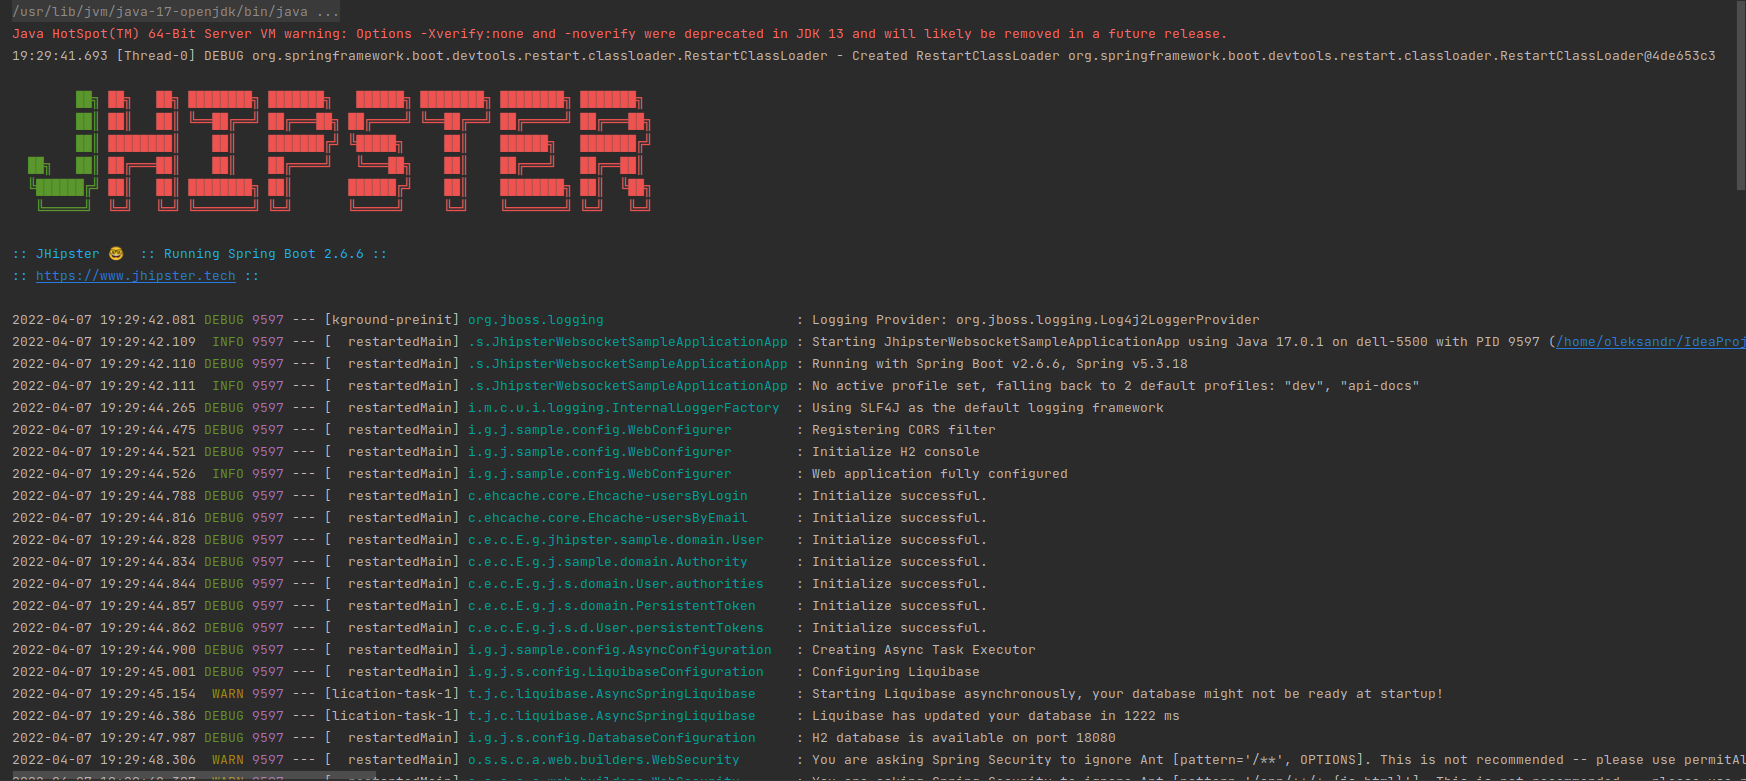 /usr/lib/jvm/java-17-openjdk/bin/java ...
Java HotSpot(TM) 64-Bit Server VM warning: Options -Xverify:none and -noverify were deprecated in JDK 13 and will likely be removed in a future release.
19:29:41.693 [Thread-0] DEBUG org.springframework.boot.devtools.restart.classloader.RestartClassLoader - Created RestartClassLoader org.springframework.boot.devtools.restart.classloader.RestartClassLoader@4de653c3
JHIPSTER
:: JHipster 🤓  :: Running Spring Boot 2.6.6 ::
:: https://www.jhipster.tech ::
2022-04-07 19:29:42.081 DEBUG 9597 --- [kground-preinit] org.jboss.logging                        : Logging Provider: org.jboss.logging.Log4j2LoggerProvider
2022-04-07 19:29:42.109  INFO 9597 --- [  restartedMain] .s.JhipsterWebsocketSampleApplicationApp : Starting JhipsterWebsocketSampleApplicationApp using Java 17.0.1 on dell-5500 with PID 9597 (/home/oleksandr/IdeaProj
2022-04-07 19:29:42.110 DEBUG 9597 --- [  restartedMain] .s.JhipsterWebsocketSampleApplicationApp : Running with Spring Boot v2.6.6, Spring v5.3.18
2022-04-07 19:29:42.111  INFO 9597 --- [  restartedMain] .s.JhipsterWebsocketSampleApplicationApp : No active profile set, falling back to 2 default profiles: "dev", "api-docs"
2022-04-07 19:29:44.265 DEBUG 9597 --- [  restartedMain] i.m.c.u.i.logging.InternalLoggerFactory  : Using SLF4J as the default logging framework
2022-04-07 19:29:44.475 DEBUG 9597 --- [  restartedMain] i.g.j.sample.config.WebConfigurer        : Registering CORS filter
2022-04-07 19:29:44.521 DEBUG 9597 --- [  restartedMain] i.g.j.sample.config.WebConfigurer        : Initialize H2 console
2022-04-07 19:29:44.526  INFO 9597 --- [  restartedMain] i.g.j.sample.config.WebConfigurer        : Web application fully configured
2022-04-07 19:29:44.788 DEBUG 9597 --- [  restartedMain] c.ehcache.core.Ehcache-usersByLogin      : Initialize successful.
2022-04-07 19:29:44.816 DEBUG 9597 --- [  restartedMain] c.ehcache.core.Ehcache-usersByEmail      : Initialize successful.
2022-04-07 19:29:44.828 DEBUG 9597 --- [  restartedMain] c.e.c.E.g.jhipster.sample.domain.User    : Initialize successful.
2022-04-07 19:29:44.834 DEBUG 9597 --- [  restartedMain] c.e.c.E.g.j.sample.domain.Authority      : Initialize successful.
2022-04-07 19:29:44.844 DEBUG 9597 --- [  restartedMain] c.e.c.E.g.j.s.domain.User.authorities    : Initialize successful.
2022-04-07 19:29:44.857 DEBUG 9597 --- [  restartedMain] c.e.c.E.g.j.s.domain.PersistentToken     : Initialize successful.
2022-04-07 19:29:44.862 DEBUG 9597 --- [  restartedMain] c.e.c.E.g.j.s.d.User.persistentTokens    : Initialize successful.
2022-04-07 19:29:44.900 DEBUG 9597 --- [  restartedMain] i.g.j.sample.config.AsyncConfiguration   : Creating Async Task Executor
2022-04-07 19:29:45.001 DEBUG 9597 --- [  restartedMain] i.g.j.s.config.LiquibaseConfiguration    : Configuring Liquibase
2022-04-07 19:29:45.154  WARN 9597 --- [lication-task-1] t.j.c.liquibase.AsyncSpringLiquibase     : Starting Liquibase asynchronously, your database might not be ready at startup!
2022-04-07 19:29:46.386 DEBUG 9597 --- [lication-task-1] t.j.c.liquibase.AsyncSpringLiquibase     : Liquibase has updated your database in 1222 ms
2022-04-07 19:29:47.987 DEBUG 9597 --- [  restartedMain] i.g.j.s.config.DatabaseConfiguration     : H2 database is available on port 18080
2022-04-07 19:29:48.306  WARN 9597 --- [  restartedMain] o.s.s.c.a.web.builders.WebSecurity       : You are asking Spring Security to ignore Ant [pattern='/**', OPTIONS]. This is not recommended -- please use permitAl